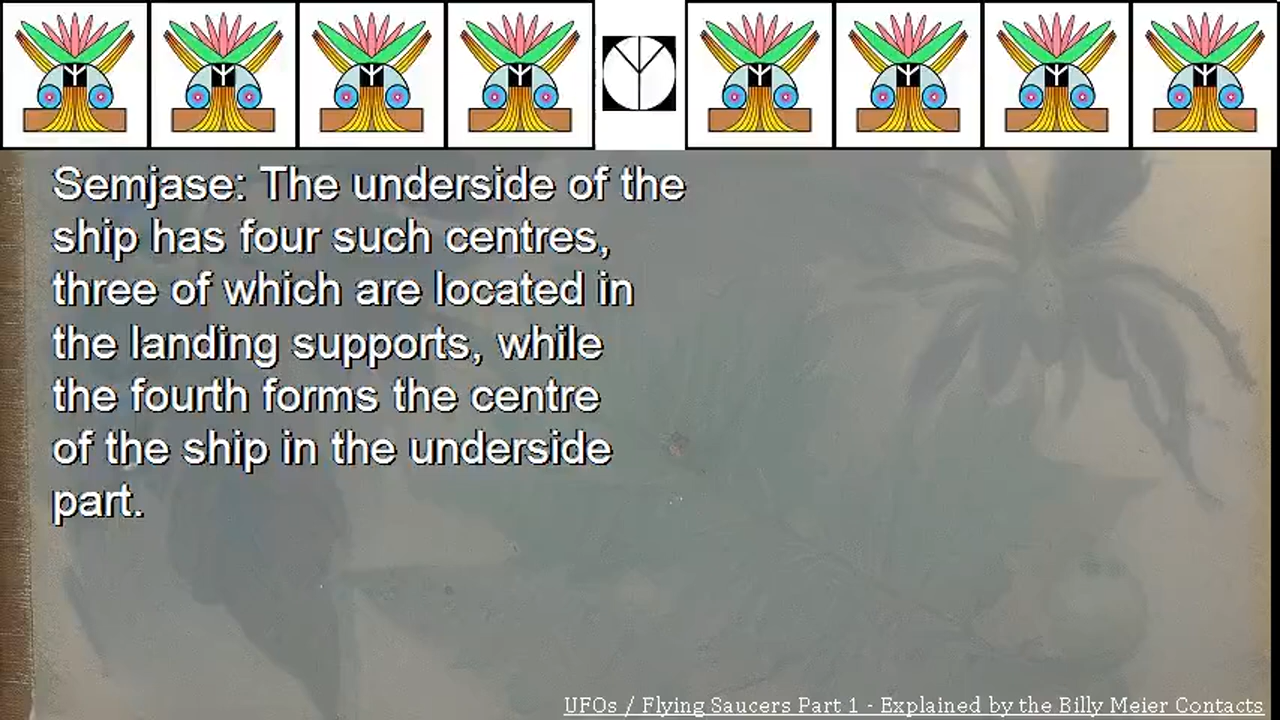 Semjase: The underside of the
ship has four such centres,
three of which are located in
the landing supports, while
the fourth forms the centre
of the ship in the underside
part.
UFOs / Flying Saucers Part 1 - Explained by the Billy Meier Contacts